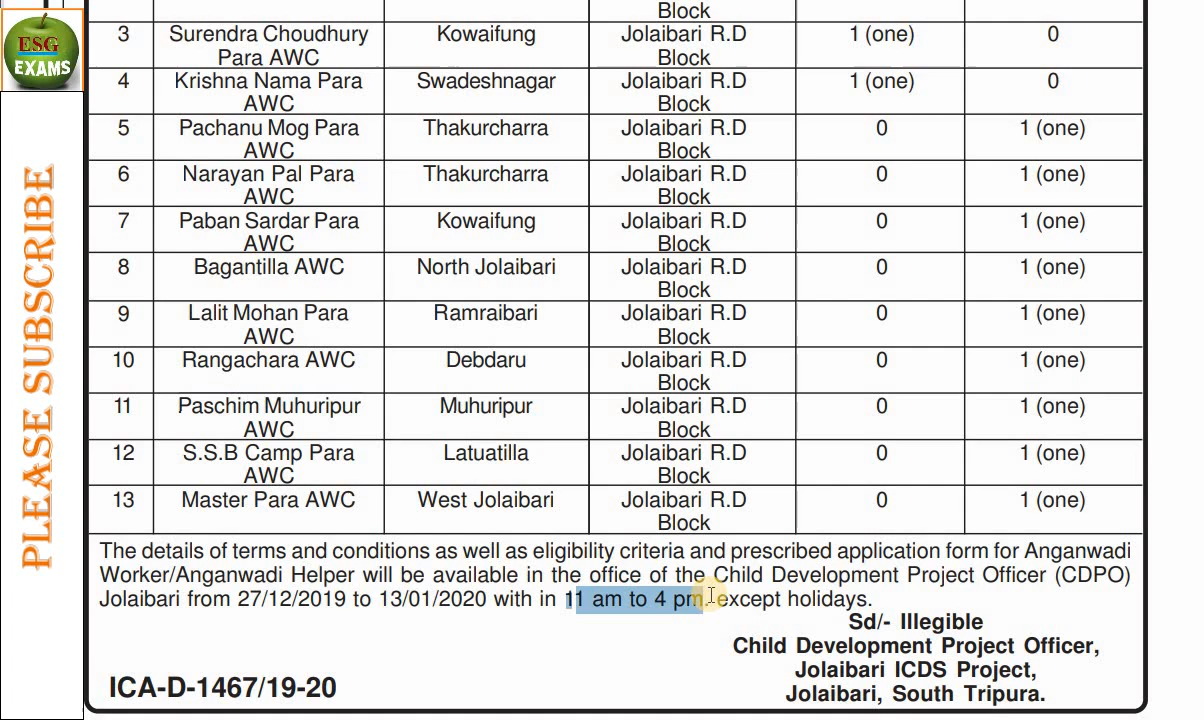 ESG
EXAMS
PLEASE SUBSCRIBE
Block
3 Surendra Choudhury Kowaifung Jolaibari R.D 1 (one) 0
Para AWC Block
4 Krishna Nama Para Swadeshnagar Jolaibari R.D 1 (one) 0
AWC Block
5 Pachanu Mog Para Thakurcharra Jolaibari R.D 0 1 (one)
AWC Block
6 Narayan Pal Para Thakurcharra Jolaibari R.D 0 1 (one)
AWC Block
7 Paban Sardar Para Kowaifung Jolaibari R.D 0 1 (one)
AWC Block
8 Bagantilla AWC North Jolaibari Jolaibari R.D 0 1 (one)
Block
9 Lalit Mohan Para Ramraibari Jolaibari R.D 0 1 (one)
AWC Block
10 Rangachara AWC Debdaru Jolaibari R.D 0 1 (one)
Block
11 Paschim Muhuripur Muhuripur Jolaibari R.D 0 1 (one)
AWC Block
12 S.S.B Camp Para Latuatilla Jolaibari R.D 0 1 (one)
AWC Block
13 Master Para AWC West Jolaibari Jolaibari R.D 0 1 (one)
Block
The details of terms and conditions as well as eligibility criteria and prescribed application form for Anganwadi
Worker/Anganwadi Helper will be available in the office of the Child Development Project Officer (CDPO)
Jolaibari from 27/12/2019 to 13/01/2020 with in 11 am to 4 pm. except holidays.
Sd/- Illegible
Child Development Project Officer,
Jolaibari ICDS Project,
Jolaibari, South Tripura.
ICA-D-1467/19-20